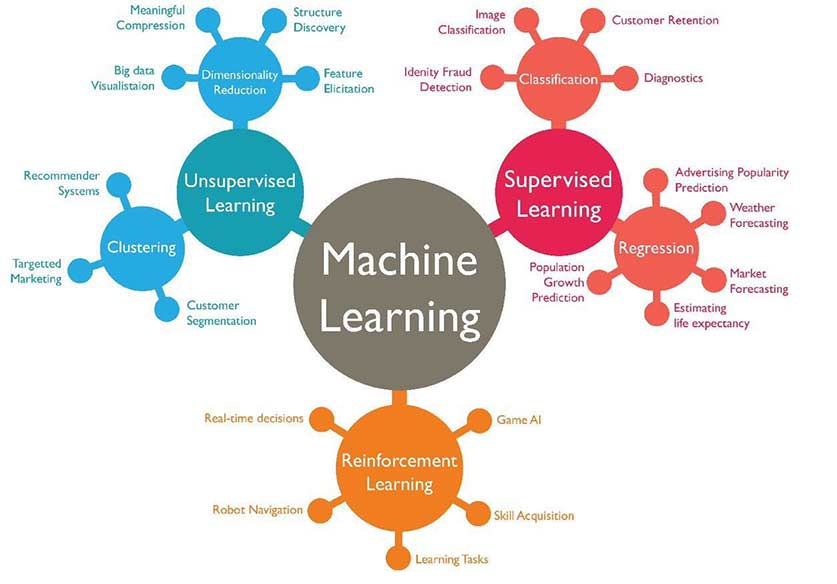 Meaningful
Compression
Structure
Discovery
Big data
Visualistaion
Dimensionality
Reduction
Feature
Elicitation
Image
Classification
Customer Retention
Idenity Fraud
Detection
Classification
Diagnostics
Recommender
Systems
Unsupervised
Learning
Clustering
Targetted
Marketing
Customer
Segmentation
Machine
Learning
Supervised
Learning
Advertising Popularity
Prediction
Weather
Forecasting
Regression
Population
Growth
Prediction
Market
Forecasting
Estimating
life expectancy
Real-time decisions
Game AI
Reinforcement
Learning
Robot Navigation
Skill Acquisition
Learning Tasks